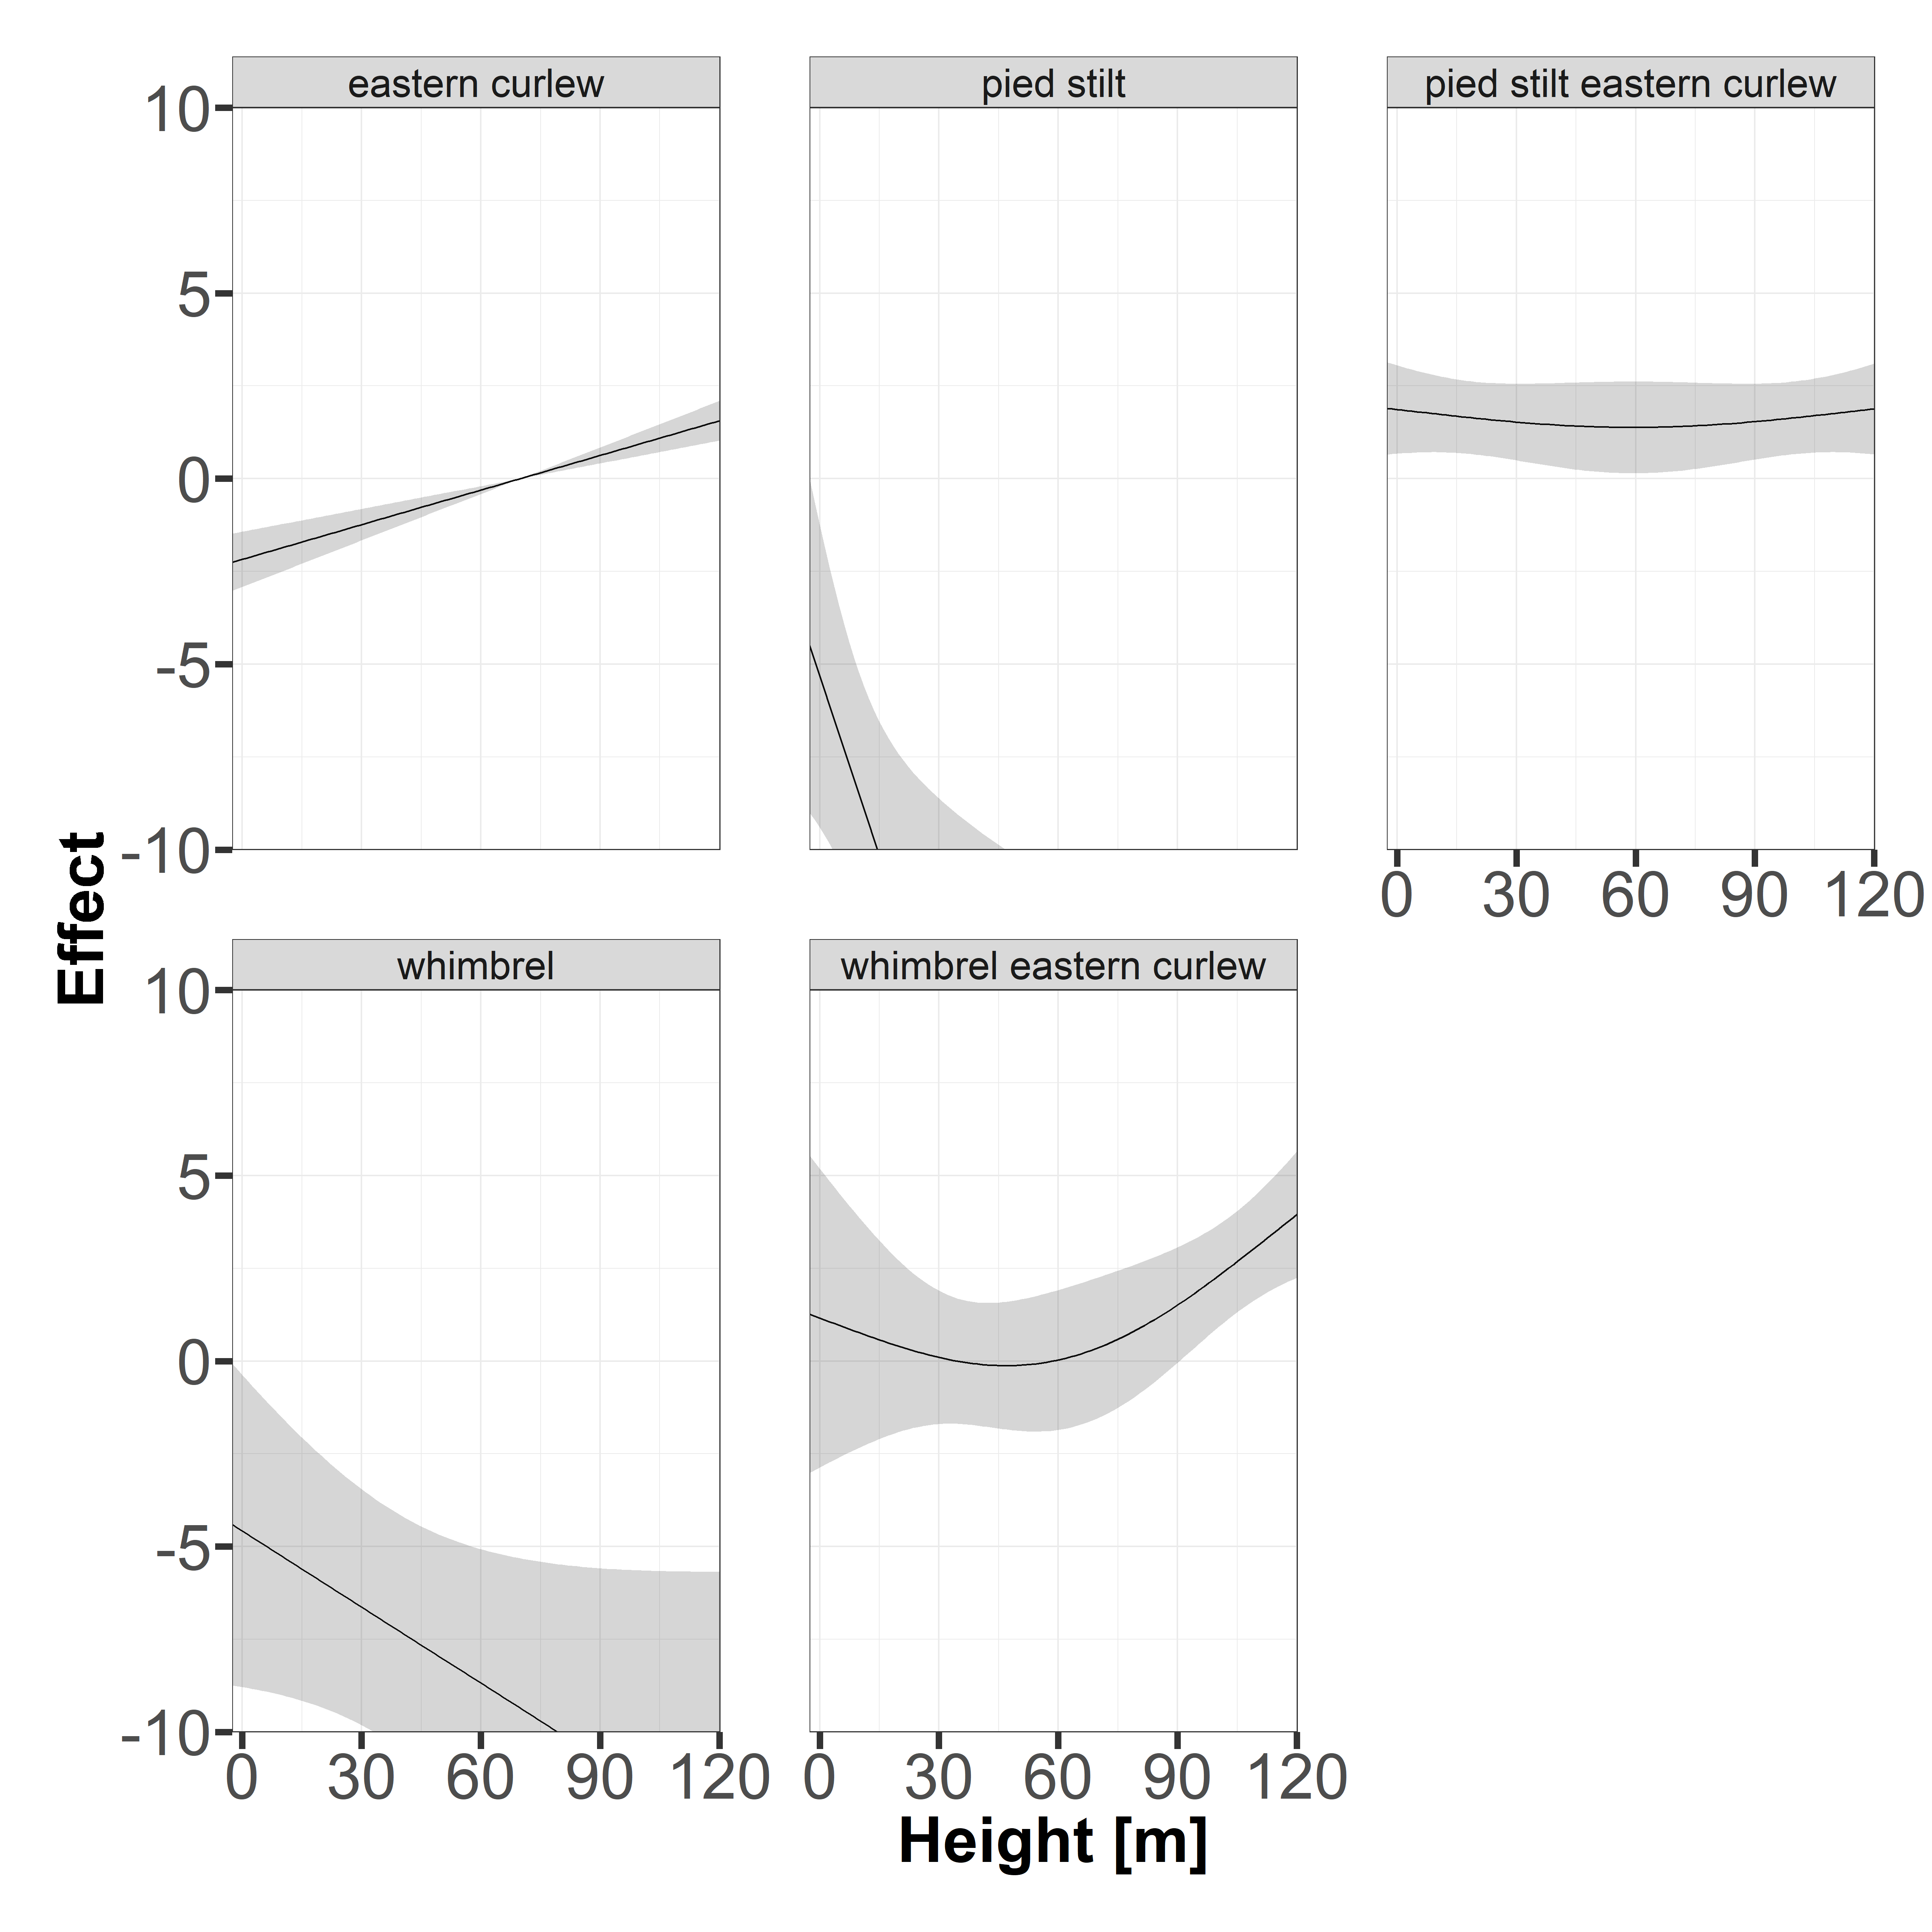 eastern curlew
pied stilt
pied stilt eastern curlew
10
5
0
-5
-10
0 30 60 90 120
Effect
whimbrel
whimbrel eastern curlew
10
5
0
-5
-10
0 30 60 90 120
0 30 60 90 120
Height [m]